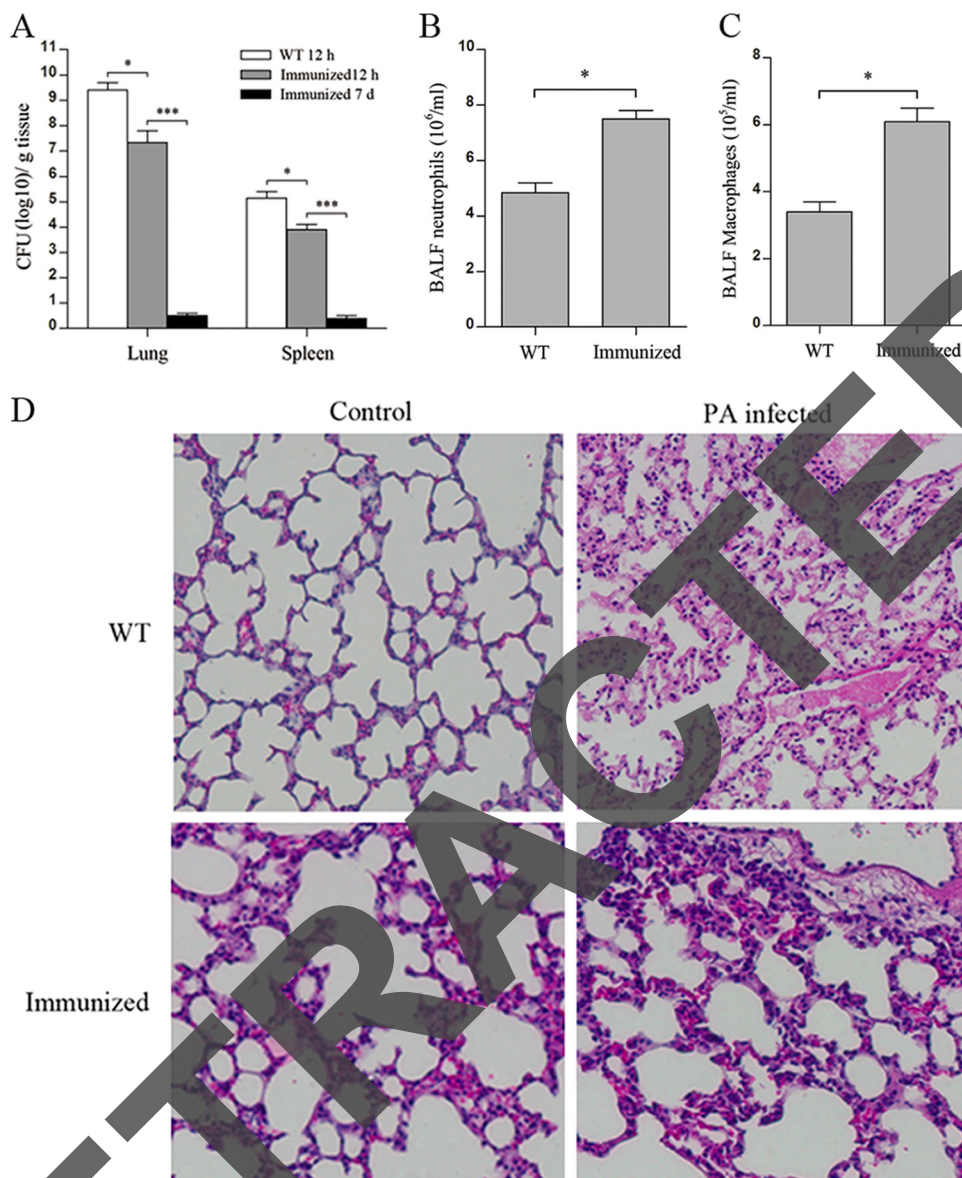 A
CFU (log10)/ g tissue
11
10
9
8
7
6
5
4
3
2
1
0
*
***
*
***
WT 12 h
Immunized12 h
Immunized 7 d
Lung
Spleen
B
BALF neutrophils (10⁶/ml)
10
8
6
4
2
0
*
WT
Immunized
C
BALF Macrophages (10⁵/ml)
8
6
4
2
0
*
WT
Immunized
D
Control
PA infected
WT
Immunized
TRACTED